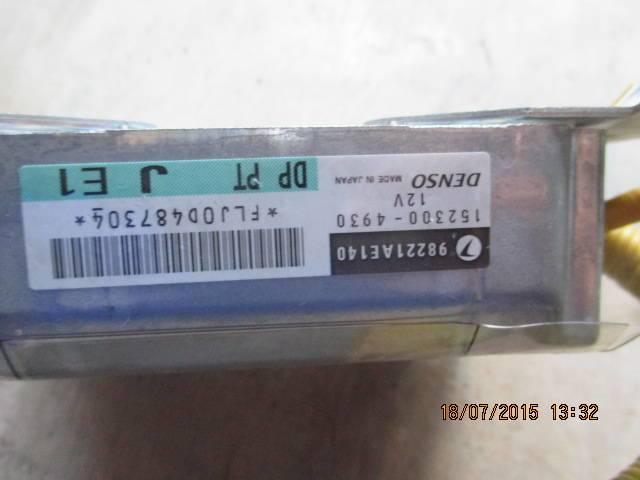 98221AE140
152300-4930
12V
DENSO MADE IN JAPAN
*FLJ0D487304*
DP PT J E1
18/07/2015 13:32